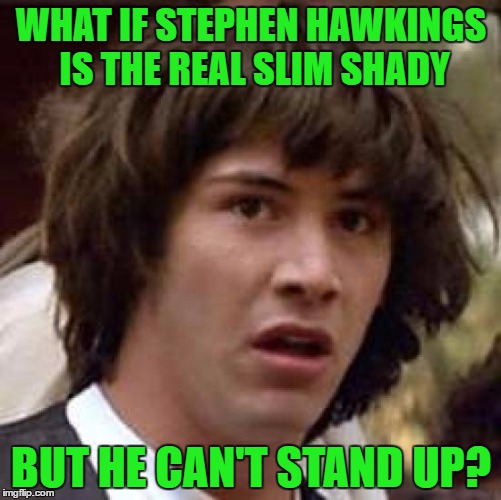 WHAT IF STEPHEN HAWKINGS
IS THE REAL SLIM SHADY
BUT HE CAN'T STAND UP?
imgflip.com